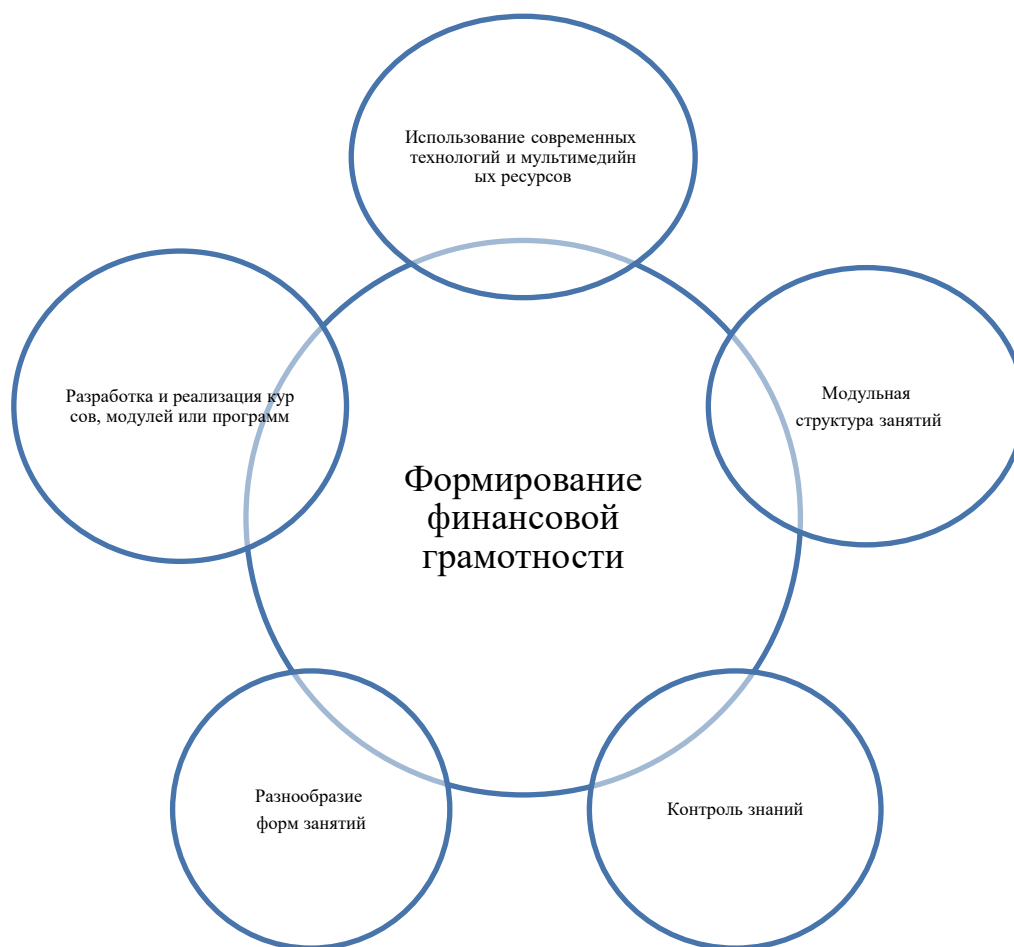 Использование современных
технологий и мультимедийн
ых ресурсов
Разработка и реализация кур
сов, модулей или программ
Модульная
структура занятий
Формирование
финансовой
грамотности
Разнообразие
форм занятий
Контроль знаний